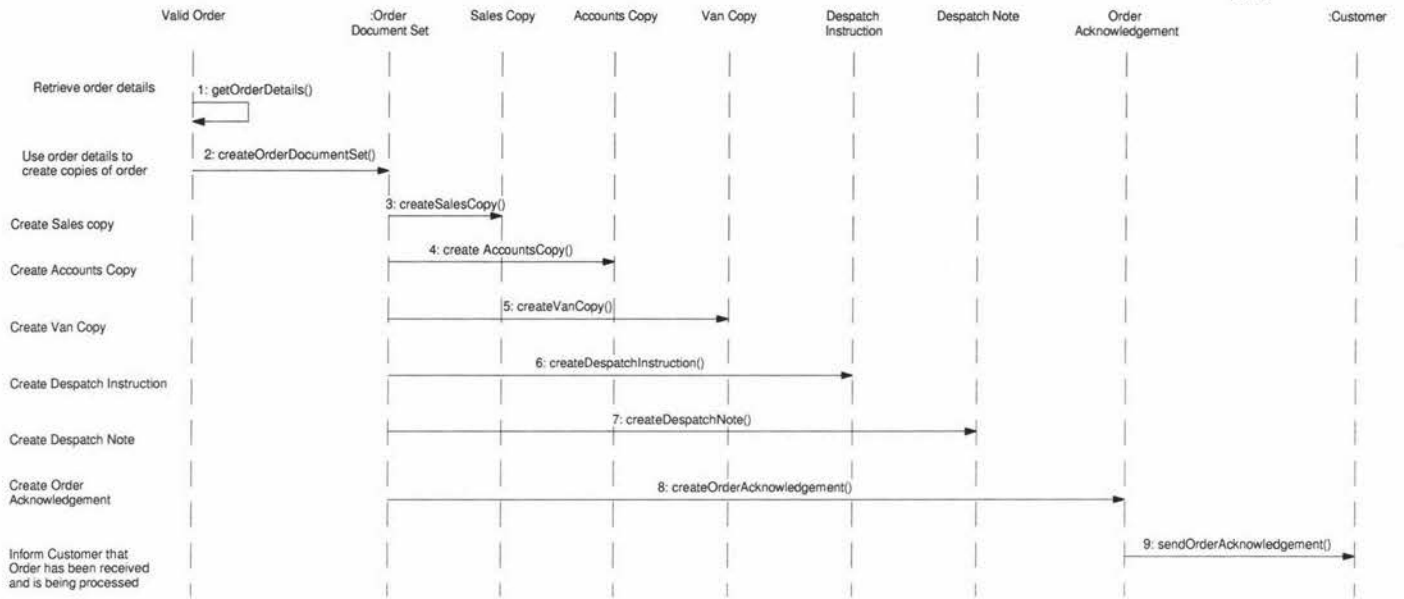 Valid Order
:Order
Document Set
Sales Copy
Accounts Copy
Van Copy
Despatch
Instruction
Despatch Note
Order
Acknowledgement
:Customer
Retrieve order details
1: getOrderDetails()
Use order details to
create copies of order
2: createOrderDocumentSet()
3: createSalesCopy()
Create Sales copy
4: create AccountsCopy()
Create Accounts Copy
5: createVanCopy()
Create Van Copy
6: createDespatchInstruction()
Create Despatch Instruction
7: createDespatchNote()
Create Despatch Note
Create Order
Acknowledgement
8: createOrderAcknowledgement()
9: sendOrderAcknowledgement()
Inform Customer that
Order has been received
and is being processed